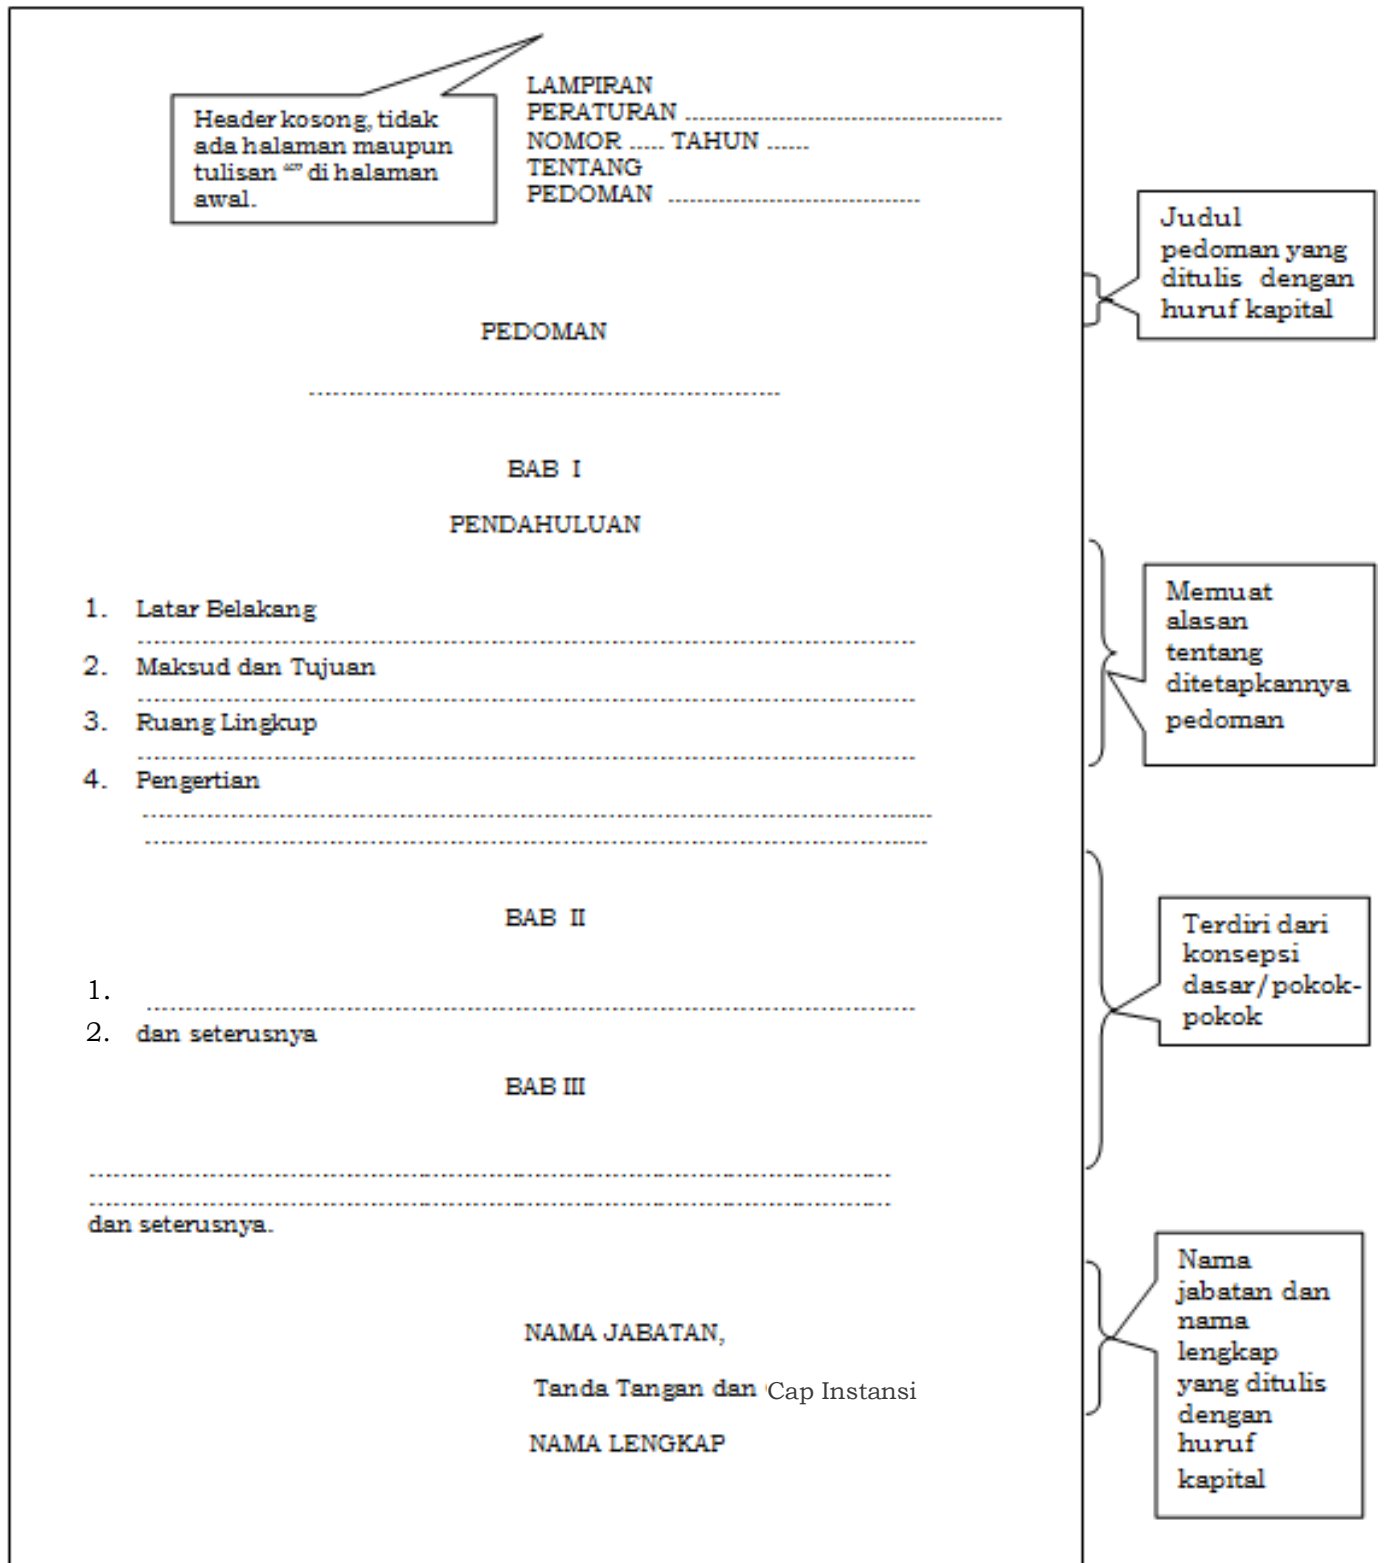 Header kosong, tidak
ada halaman maupun
tulisan “” di halaman
awal.
LAMPIRAN
PERATURAN ............................................
NOMOR ..... TAHUN ......
TENTANG
PEDOMAN ...................................
Judul
pedoman yang
ditulis dengan
huruf kapital
PEDOMAN
...........................................................
BAB I
PENDAHULUAN
1. Latar Belakang
.................................................................................................
2. Maksud dan Tujuan
.................................................................................................
3. Ruang Lingkup
.................................................................................................
4. Pengertian
...................................................................................................
..................................................................................................
Memuat
alasan
tentang
ditetapkannya
pedoman
BAB II
1. ................................................................................................
2. dan seterusnya
Terdiri dari
konsepsi
dasar/pokok-
pokok
BAB III
....................................................................................................
....................................................................................................
dan seterusnya.
NAMA JABATAN,
Tanda Tangan dan Cap Instansi
NAMA LENGKAP
Nama
jabatan dan
nama
lengkap
yang ditulis
dengan
huruf
kapital